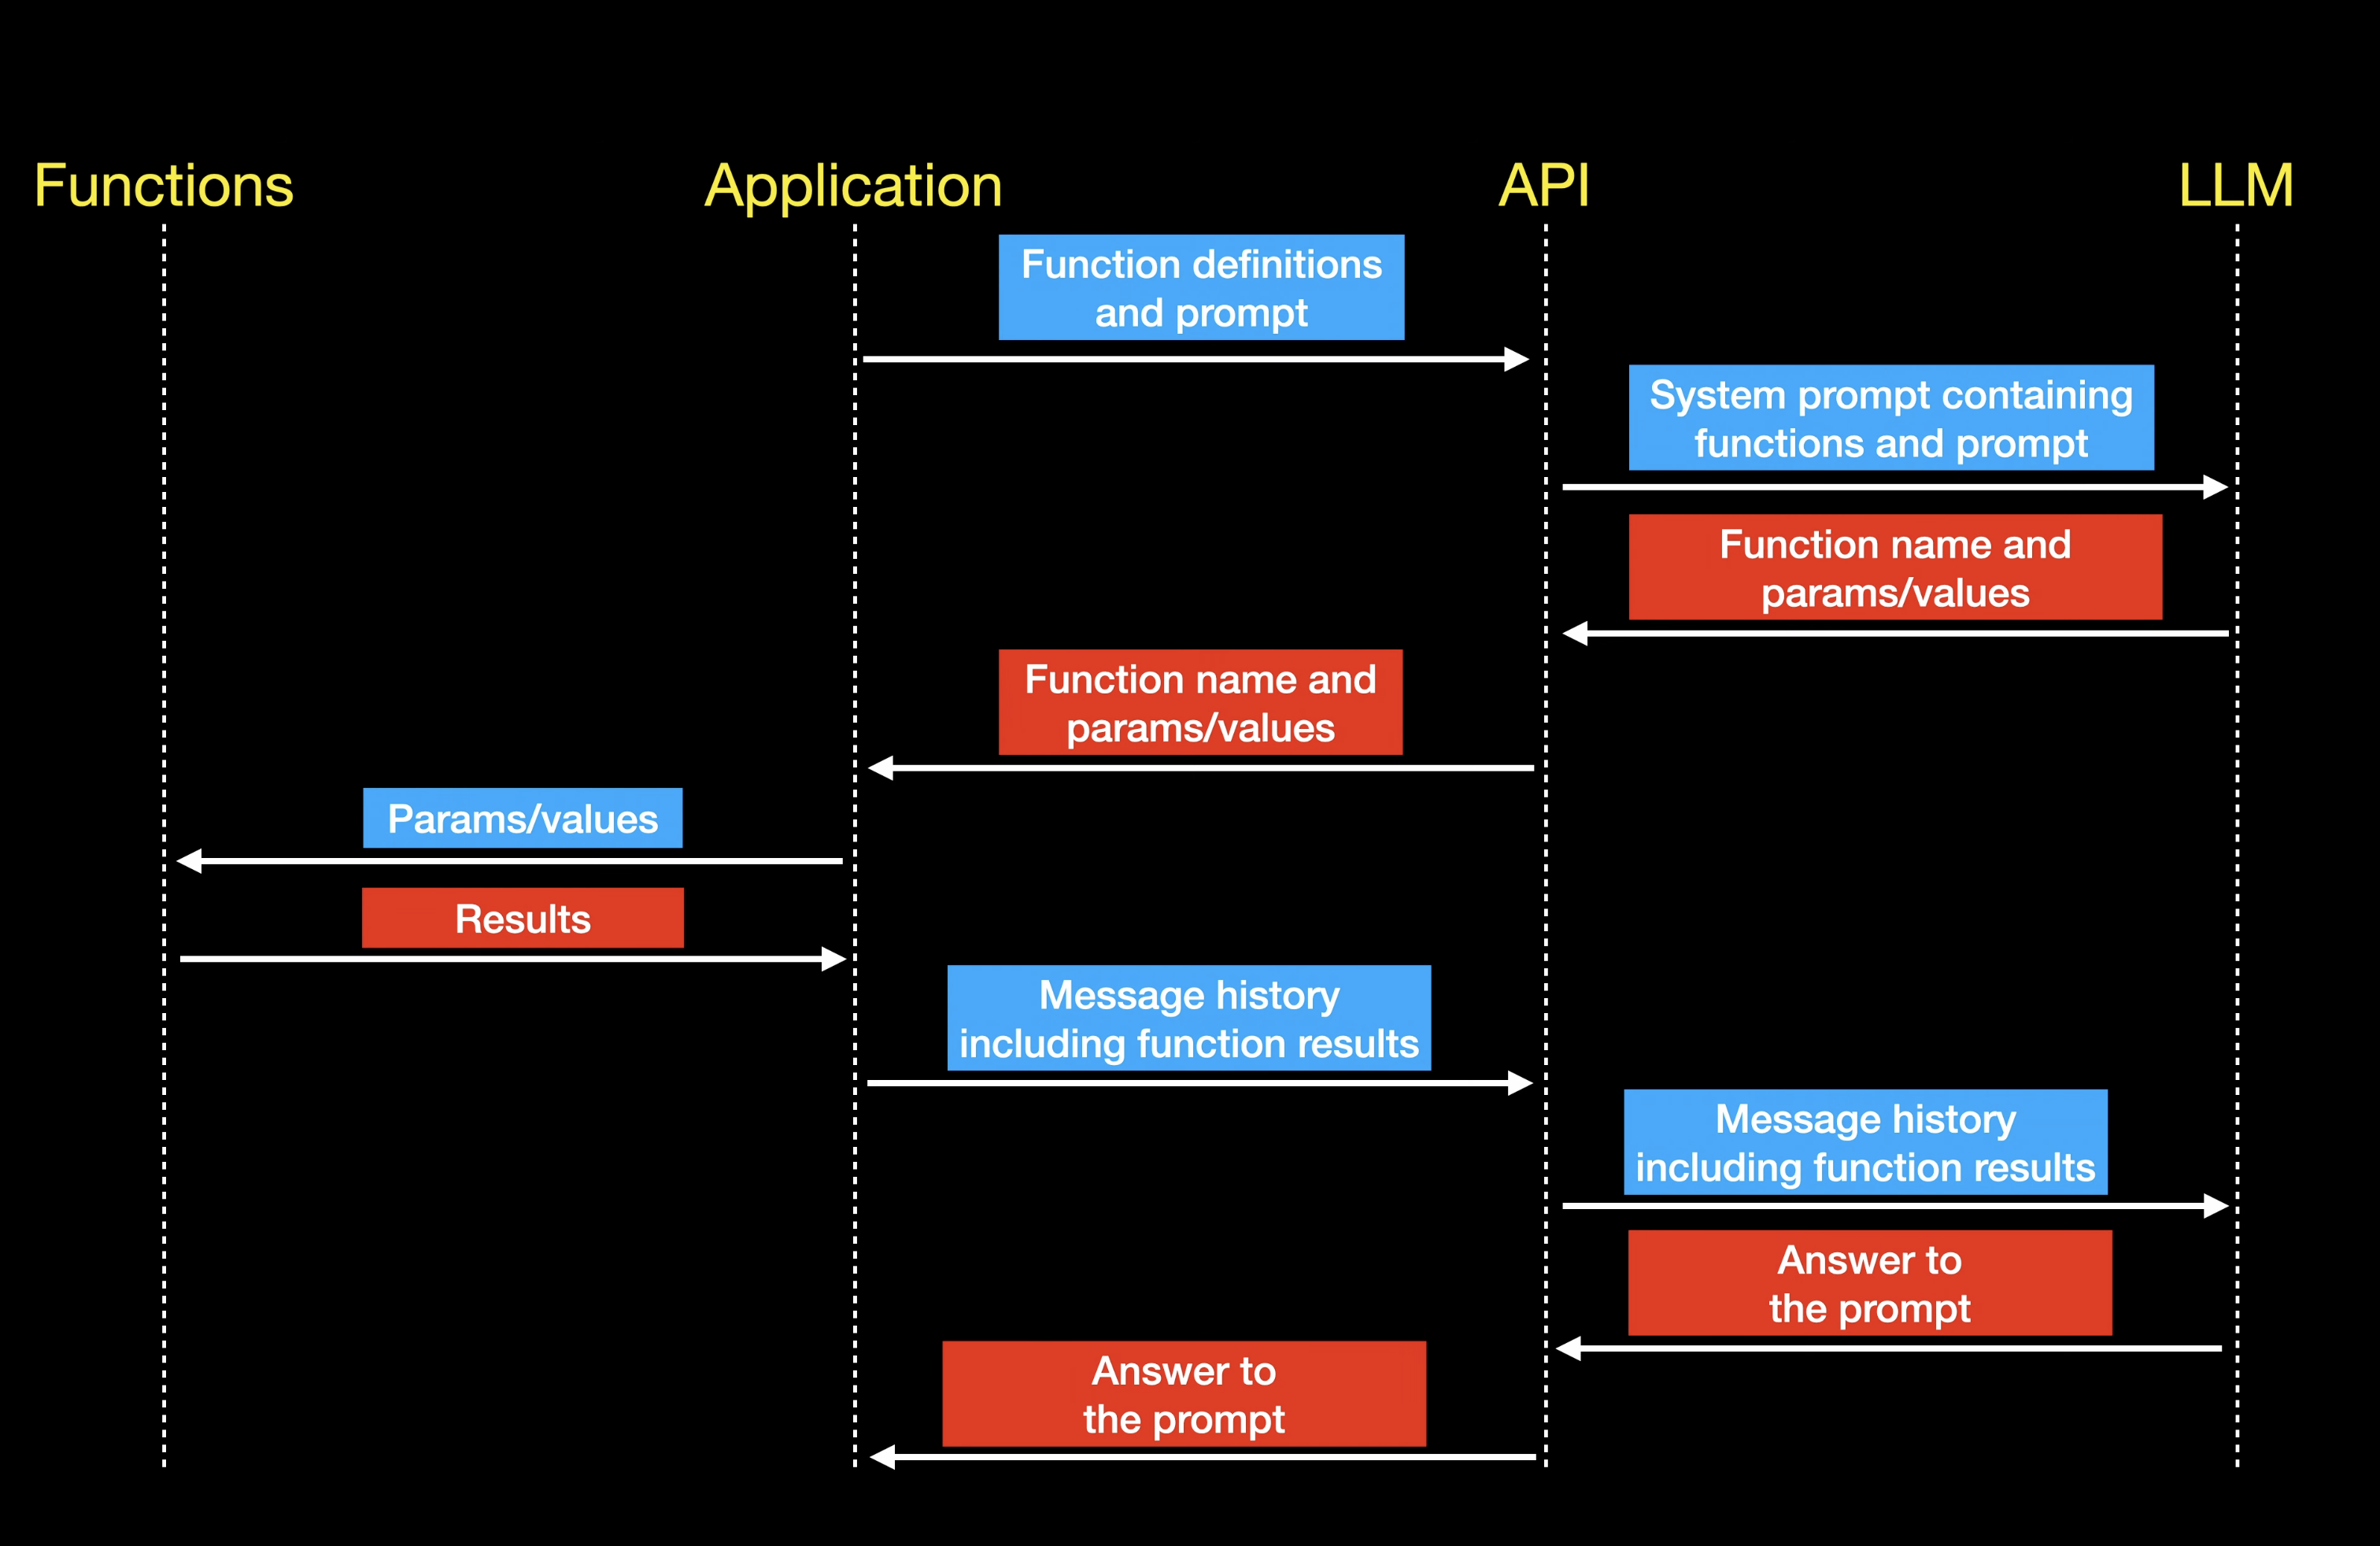 Functions
Application
API
LLM
Function definitions
and prompt
System prompt containing
functions and prompt
Function name and
params/values
Function name and
params/values
Params/values
Results
Message history
including function results
Message history
including function results
Answer to
the prompt
Answer to
the prompt